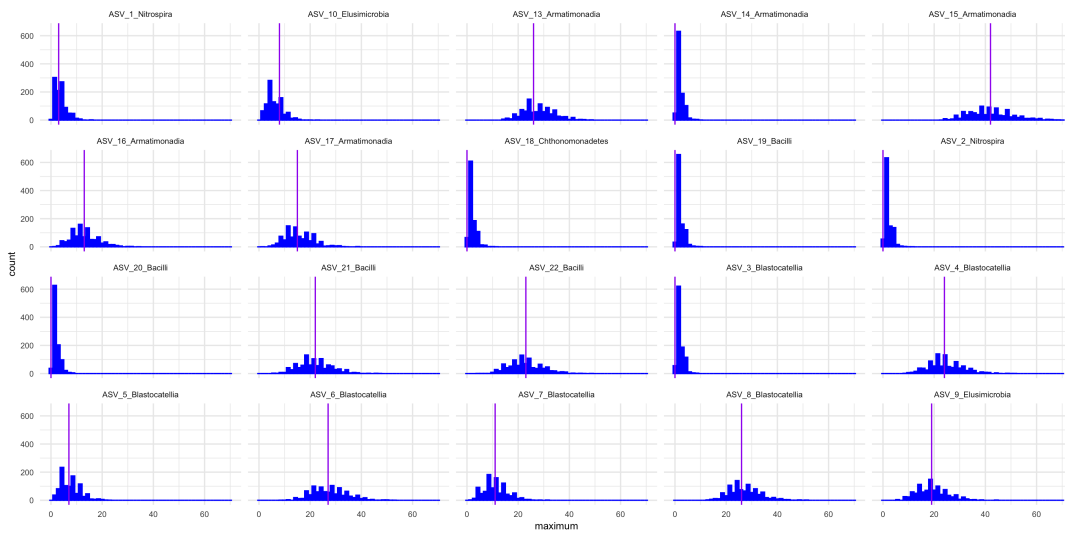 ASV_1_Nitrospira ASV_10_Elusimicrobia ASV_13_Armatimonadia ASV_14_Armatimonadia ASV_15_Armatimonadia
600
400
200
0
ASV_16_Armatimonadia ASV_17_Armatimonadia ASV_18_Chthonomonadetes ASV_19_Bacilli ASV_2_Nitrospira
600
400
200
0
count
ASV_20_Bacilli ASV_21_Bacilli ASV_22_Bacilli ASV_3_Blastocatellia ASV_4_Blastocatellia
600
400
200
0
ASV_5_Blastocatellia ASV_6_Blastocatellia ASV_7_Blastocatellia ASV_8_Blastocatellia ASV_9_Elusimicrobia
600
400
200
0
0 20 40 60 0 20 40 60 0 20 40 60 0 20 40 60 0 20 40 60
maximum